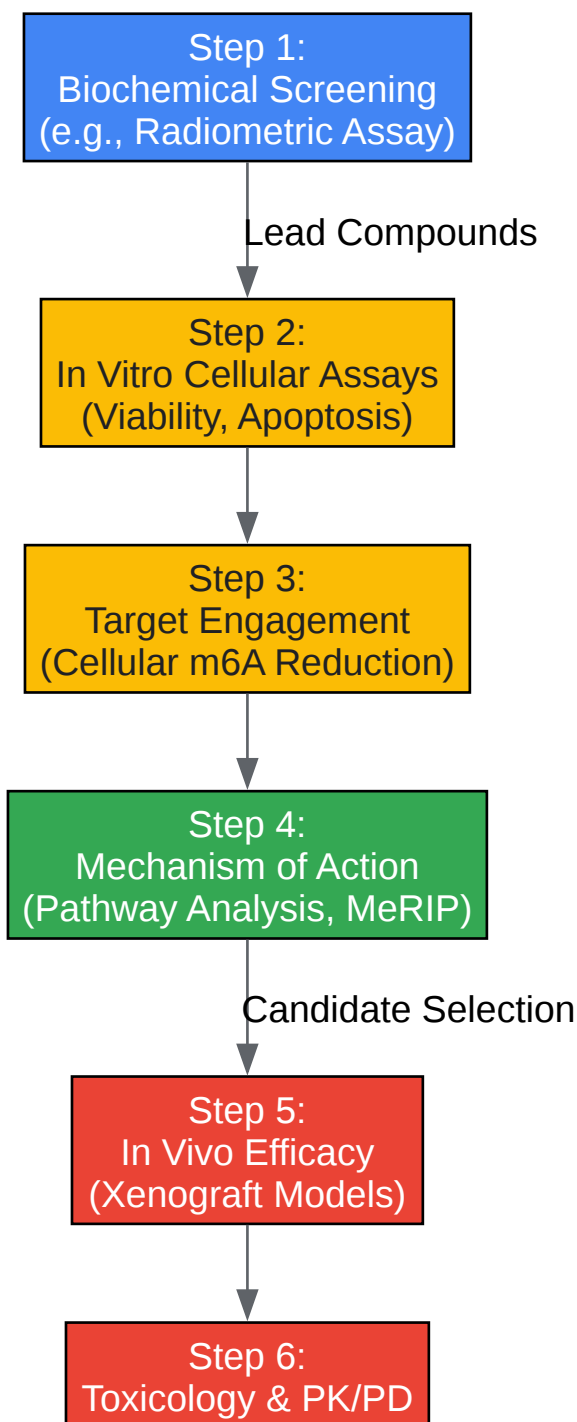 Step 1:
Biochemical Screening
(e.g., Radiometric Assay)
Lead Compounds
Step 2:
In Vitro Cellular Assays
(Viability, Apoptosis)
Step 3:
Target Engagement
(Cellular m6A Reduction)
Step 4:
Mechanism of Action
(Pathway Analysis, MeRIP)
Candidate Selection
Step 5:
In Vivo Efficacy
(Xenograft Models)
Step 6:
Toxicology & PK/PD